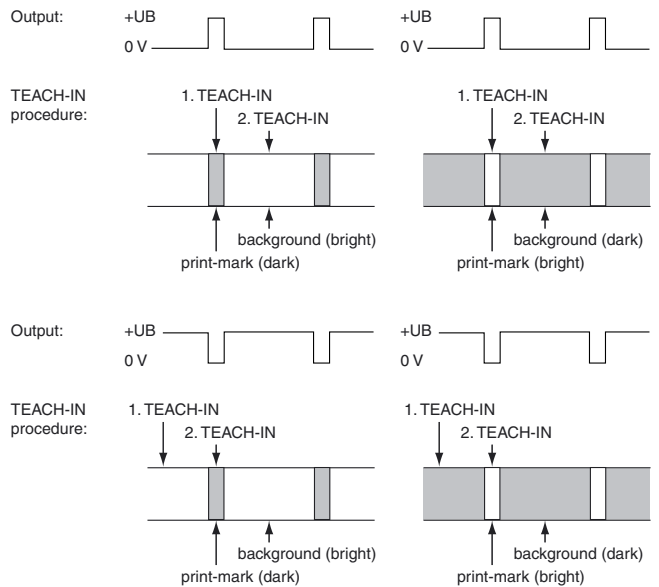 Output: +UB +UB
0 V 0 V
TEACH-IN 1. TEACH-IN 1. TEACH-IN
procedure: 2. TEACH-IN 2. TEACH-IN
background (bright) background (dark)
print-mark (dark) print-mark (bright)
Output: +UB +UB
0 V 0 V
TEACH-IN 1. TEACH-IN 1. TEACH-IN
procedure: 2. TEACH-IN 2. TEACH-IN
background (bright) background (dark)
print-mark (dark) print-mark (bright)